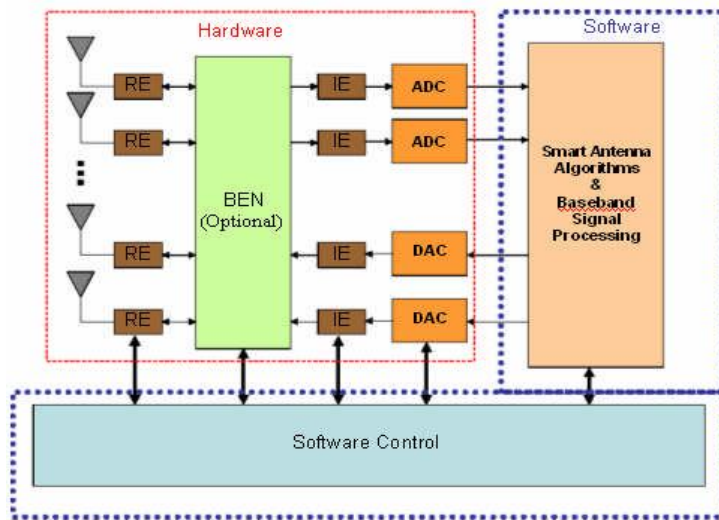 Hardware
Software
RE
IE
ADC
RE
IE
ADC
BEN
(Optional)
Smart Antenna
Algorithms
&
Baseband
Signal
Processing
RE
IE
DAC
RE
IE
DAC
Software Control